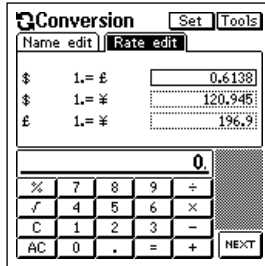 Conversion Set Tools
Name edit Rate edit
$ 1.= £ 0.6138
$ 1.= ¥ 120.945
£ 1.= ¥ 196.9
0.
% 7 8 9 ÷
√ 4 5 6 ×
C 1 2 3 −
AC 0 . = + NEXT